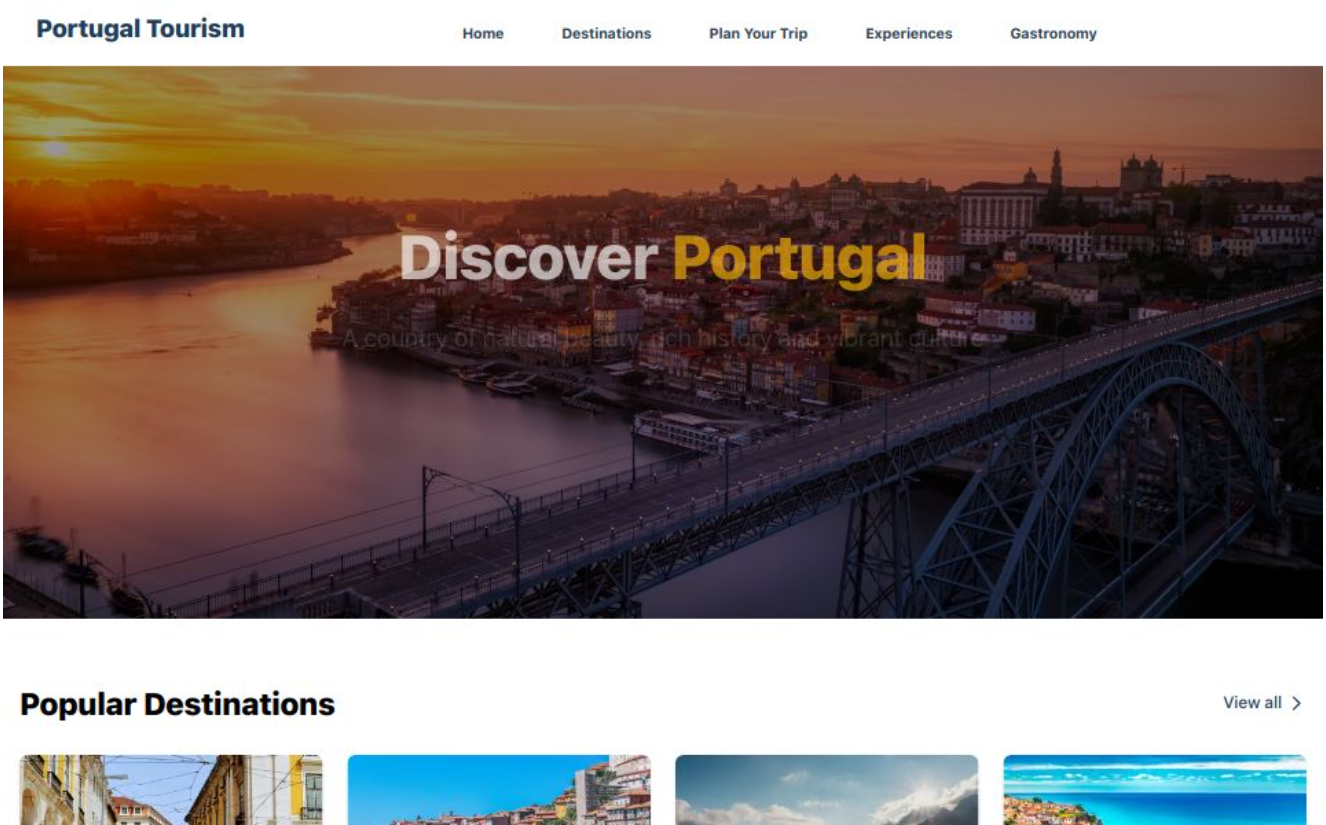 Portugal Tourism
Home Destinations Plan Your Trip Experiences Gastronomy
Discover Portugal
A country of natural beauty, rich history and vibrant culture
Popular Destinations
View all